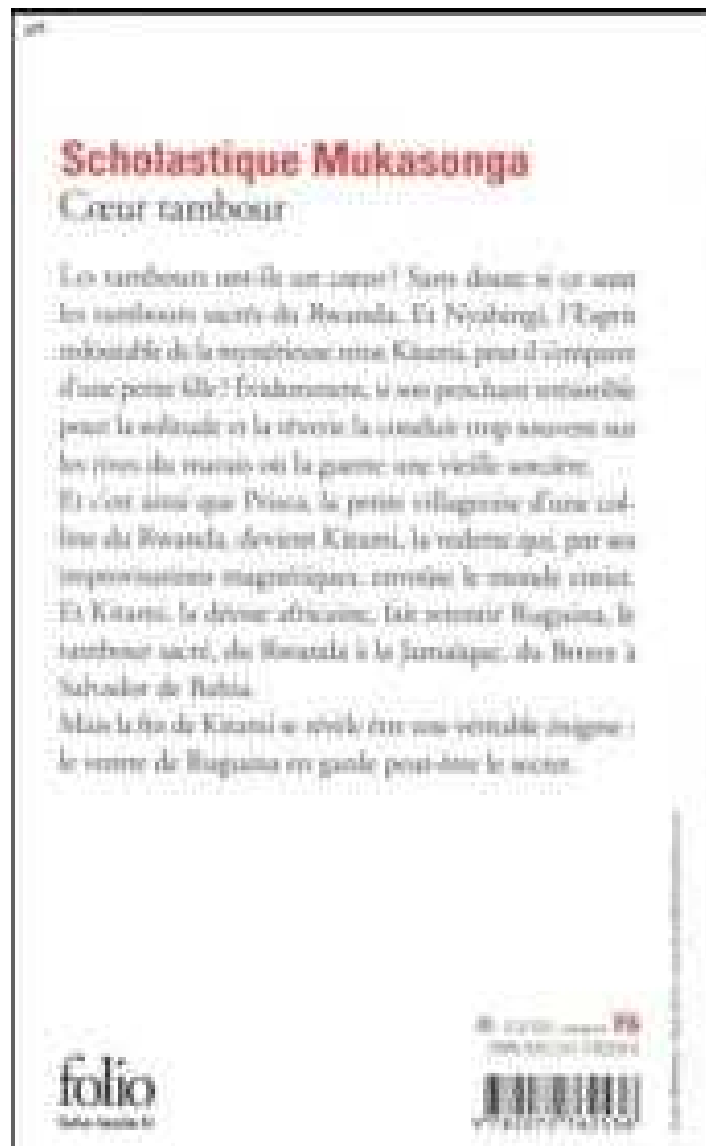 Scholastique Mukasonga
Cœur tambour
Les tambours ont-ils un cœur ? Sans doute si ce sont
les tambours sacrés du Rwanda. Et Nyabingi, l'Esprit
redoutable de la mystérieuse reine Kitami, peut-il s'emparer
d'une petite fille ? Évidemment, si son penchant irrésistible
pour la solitude et la rêverie la conduit trop souvent sur
les rives du marais où la guette une vieille sorcière.
Et c'est ainsi que Prisca, la petite villageoise d'une col-
line du Rwanda, devient Kitami, la vedette qui, par ses
improvisations magnétiques, envoûte le monde entier.
Et Kitami, la déesse africaine, fait retentir Ruguina, le
tambour sacré, du Rwanda à la Jamaïque, du Bronx à
Salvador de Bahia.
Mais la fin de Kitami se révèle être une véritable énigme :
le ventre de Ruguina en garde peut-être le secret.
folio